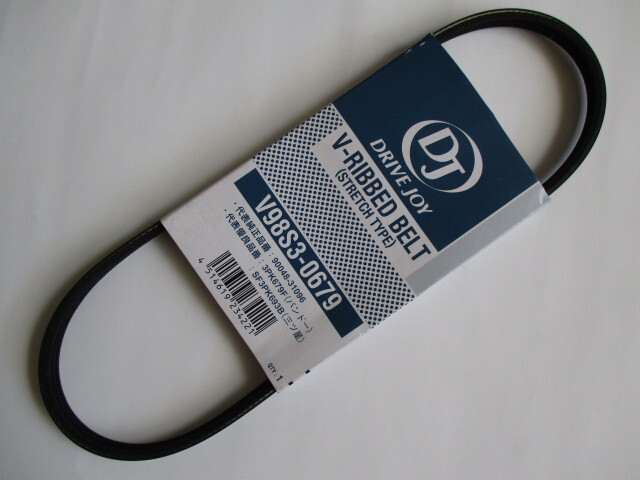 DJ
DRIVE JOY
V-RIBBED BELT
(STRETCH TYPE)
V98S3-0679
・代表純正品番：90048-31096
・代表優良品番：3PK679F(バンドー)
：SF3PK693B(三ツ星)
4 514619 234221
QTY：1